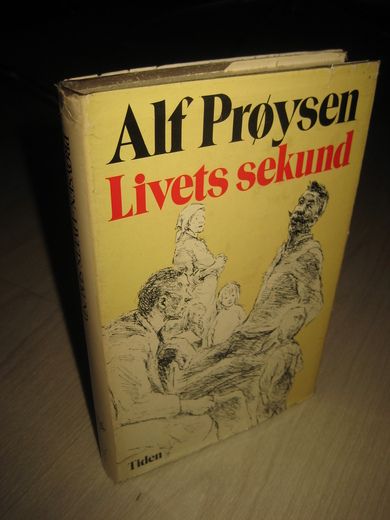 Alf Prøysen
Livets sekund
Tiden